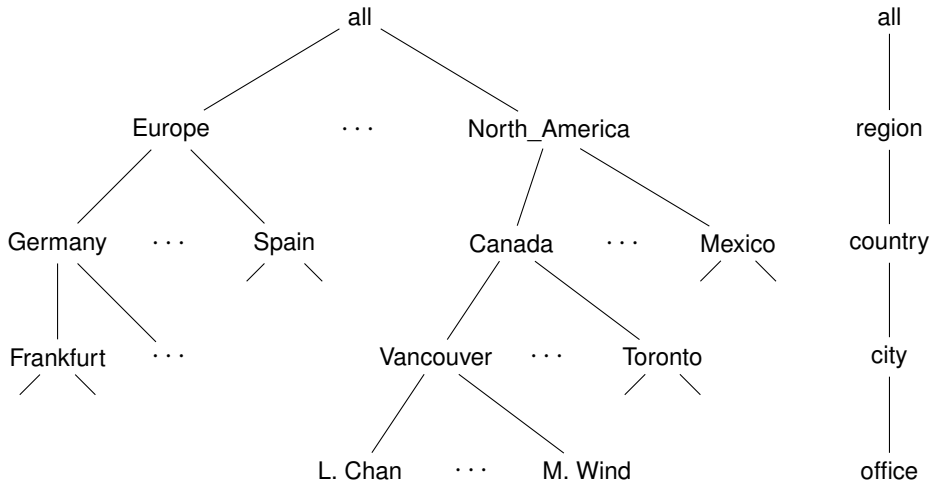 all all
Europe ... North_America region
Germany ... Spain Canada ... Mexico country
Frankfurt ... Vancouver ... Toronto city
L. Chan ... M. Wind office